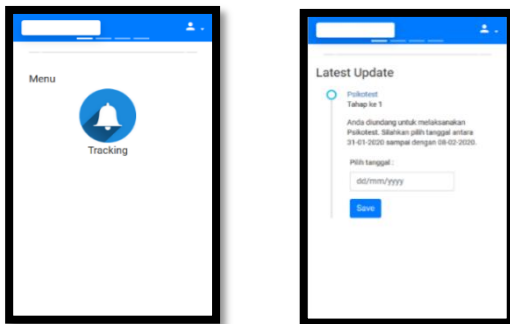 Menu
Tracking
Latest Update
Psikotest
Tahap ke 1
Anda diundang untuk melaksanakan
Psikotest. Silahkan pilih tanggal antara
31-01-2020 sampai dengan 08-02-2020.
Pilih tanggal :
dd/mm/yyyy
Save